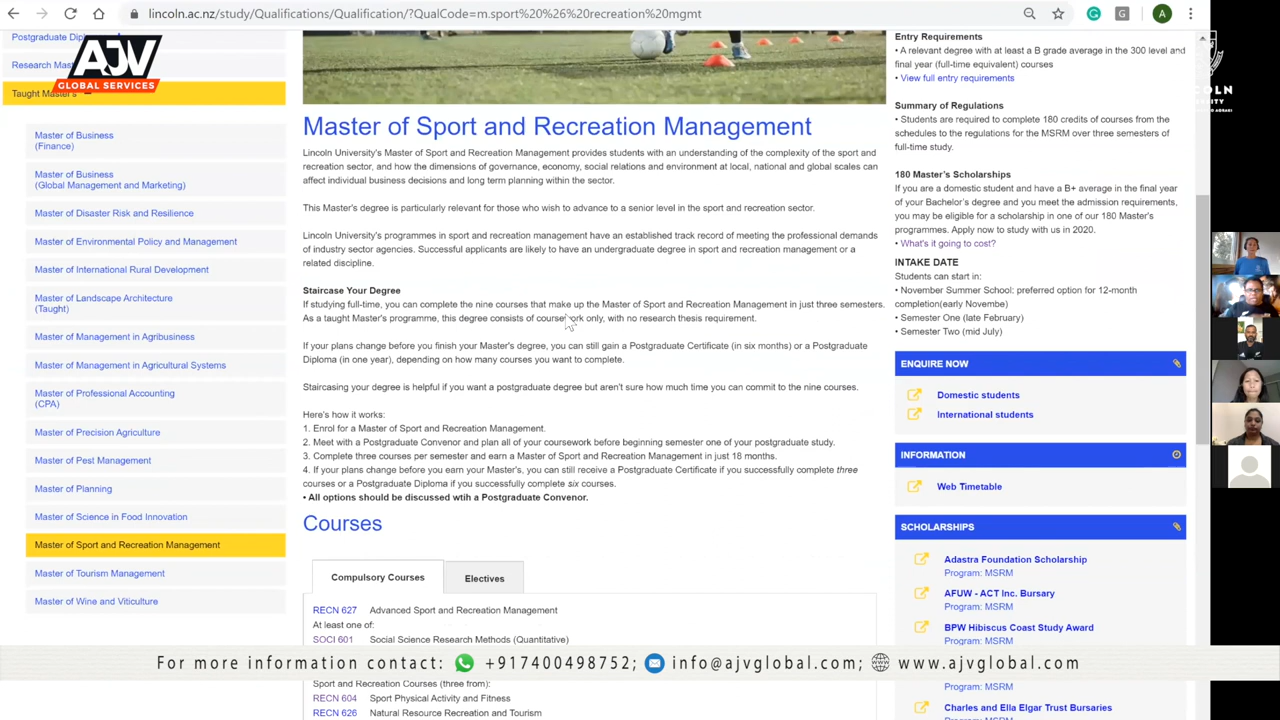 lincoln.ac.nz/study/Qualifications/Qualification/?QualCode=m.sport%20%26%20recreation%20mgmt
A
Postgraduate
Research
AJV
GLOBAL SERVICES
Taught Master's
Master of Business
(Finance)
Master of Business
(Global Management and Marketing)
Master of Disaster Risk and Resilience
Master of Environmental Policy and Management
Master of International Rural Development
Master of Landscape Architecture
(Taught)
Master of Management in Agribusiness
Master of Management in Agricultural Systems
Master of Professional Accounting
(CPA)
Master of Precision Agriculture
Master of Pest Management
Master of Planning
Master of Science in Food Innovation
Master of Sport and Recreation Management
Master of Tourism Management
Master of Wine and Viticulture
Master of Sport and Recreation Management
Lincoln University's Master of Sport and Recreation Management provides students with an understanding of the complexity of the sport and
recreation sector, and how the dimensions of governance, economy, social relations and environment at local, national and global scales can
affect individual business decisions and long term planning within the sector.
This Master's degree is particularly relevant for those who wish to advance to a senior level in the sport and recreation sector.
Lincoln University's programmes in sport and recreation management have an established track record of meeting the professional demands
of industry sector agencies. Successful applicants are likely to have an undergraduate degree in sport and recreation management or a
related discipline.
Staircase Your Degree
If studying full-time, you can complete the nine courses that make up the Master of Sport and Recreation Management in just three semesters.
As a taught Master's programme, this degree consists of coursework only, with no research thesis requirement.
If your plans change before you finish your Master's degree, you can still gain a Postgraduate Certificate (in six months) or a Postgraduate
Diploma (in one year), depending on how many courses you want to complete.
Staircasing your degree is helpful if you want a postgraduate degree but aren't sure how much time you can commit to the nine courses.
Here's how it works:
1. Enrol for a Master of Sport and Recreation Management.
2. Meet with a Postgraduate Convenor and plan all of your coursework before beginning semester one of your postgraduate study.
3. Complete three courses per semester and earn a Master of Sport and Recreation Management in just 18 months.
4. If your plans change before you earn your Master's, you can still receive a Postgraduate Certificate if you successfully complete three
courses or a Postgraduate Diploma if you successfully complete six courses.
• All options should be discussed wtih a Postgraduate Convenor.
Courses
Compulsory Courses
Electives
RECN 627 Advanced Sport and Recreation Management
At least one of:
SOCI 601 Social Science Research Methods (Quantitative)
Sport and Recreation Courses (three from):
RECN 604 Sport Physical Activity and Fitness
RECN 626 Natural Resource Recreation and Tourism
Entry Requirements
• A relevant degree with at least a B grade average in the 300 level and
final year (full-time equivalent) courses
• View full entry requirements
Summary of Regulations
• Students are required to complete 180 credits of courses from the
schedules to the regulations for the MSRM over three semesters of
full-time study.
180 Master's Scholarships
If you are a domestic student and have a B+ average in the final year
of your Bachelor's degree and you meet the admission requirements,
you may be eligible for a scholarship in one of our 180 Master's
programmes. Apply now to study with us in 2020.
• What's it going to cost?
INTAKE DATE
Students can start in:
• November Summer School: preferred option for 12-month
completion(early Novembe)
• Semester One (late February)
• Semester Two (mid July)
ENQUIRE NOW
Domestic students
International students
INFORMATION
Web Timetable
SCHOLARSHIPS
Adastra Foundation Scholarship
Program: MSRM
AFUW - ACT Inc. Bursary
Program: MSRM
BPW Hibiscus Coast Study Award
Program: MSRM
Program: MSRM
Charles and Ella Elgar Trust Bursaries
For more information contact: +917400498752; info@ajvglobal.com; www.ajvglobal.com